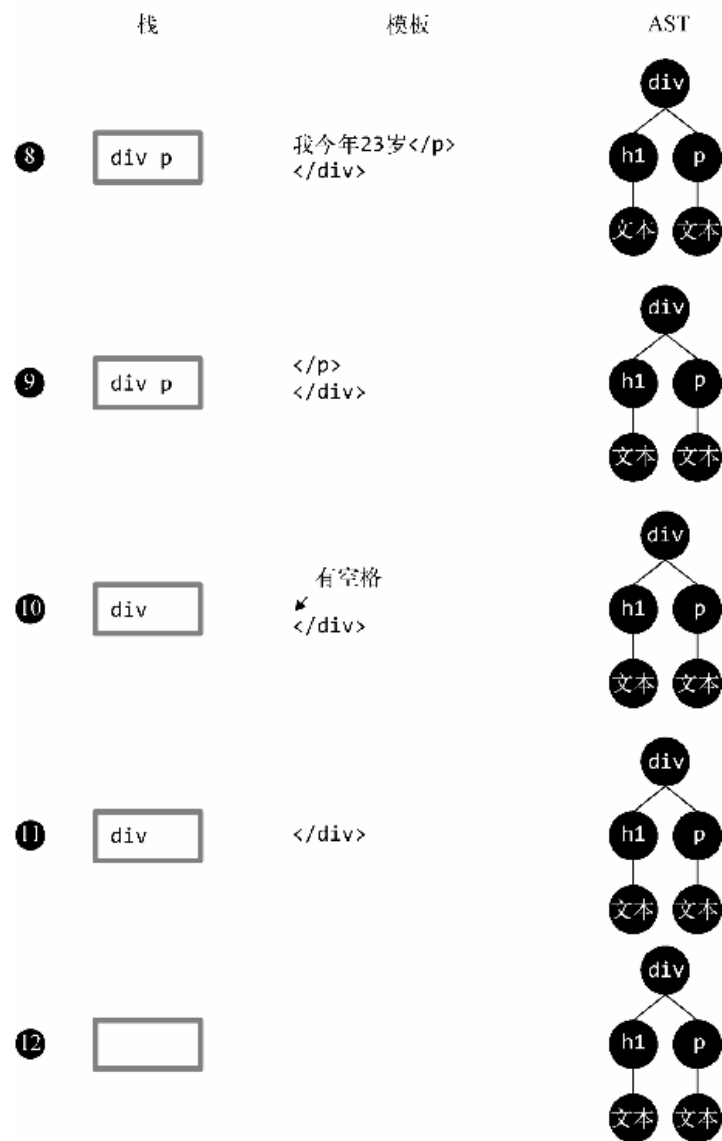 栈 模板 AST
div
8 div p 我今年23岁</p> h1 p
</div>
文本 文本
div
9 div p </p> h1 p
</div>
文本 文本
div
有空格
10 div </div> h1 p
文本 文本
div
11 div </div> h1 p
文本 文本
div
12 h1 p
文本 文本